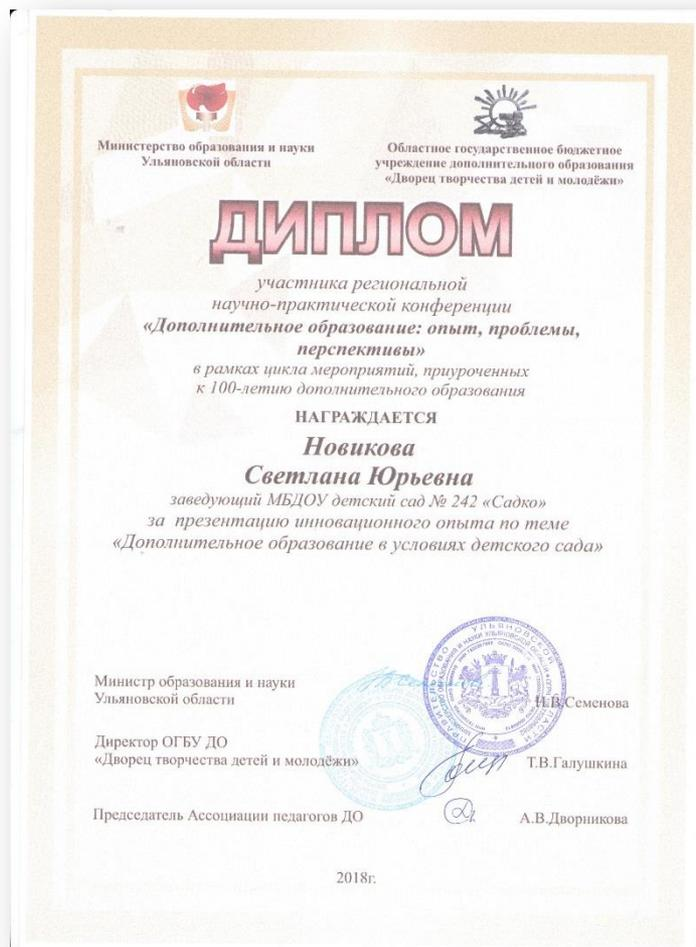 Министерство образования и науки
Ульяновской области
Областное государственное бюджетное
учреждение дополнительного образования
«Дворец творчества детей и молодёжи»
ДИПЛОМ
участника региональной
научно-практической конференции
«Дополнительное образование: опыт, проблемы,
перспективы»
в рамках цикла мероприятий, приуроченных
к 100-летию дополнительного образования
НАГРАЖДАЕТСЯ
Новикова
Светлана Юрьевна
заведующий МБДОУ детский сад № 242 «Садко»
за презентацию инновационного опыта по теме
«Дополнительное образование в условиях детского сада»
Министр образования и науки
Ульяновской области
Н.В.Семенова
Директор ОГБУ ДО
«Дворец творчества детей и молодёжи»
Т.В.Галушкина
Председатель Ассоциации педагогов ДО
А.В.Дворникова
2018г.
ПРАВИТЕЛЬСТВО УЛЬЯНОВСКОЙ ОБЛАСТИ